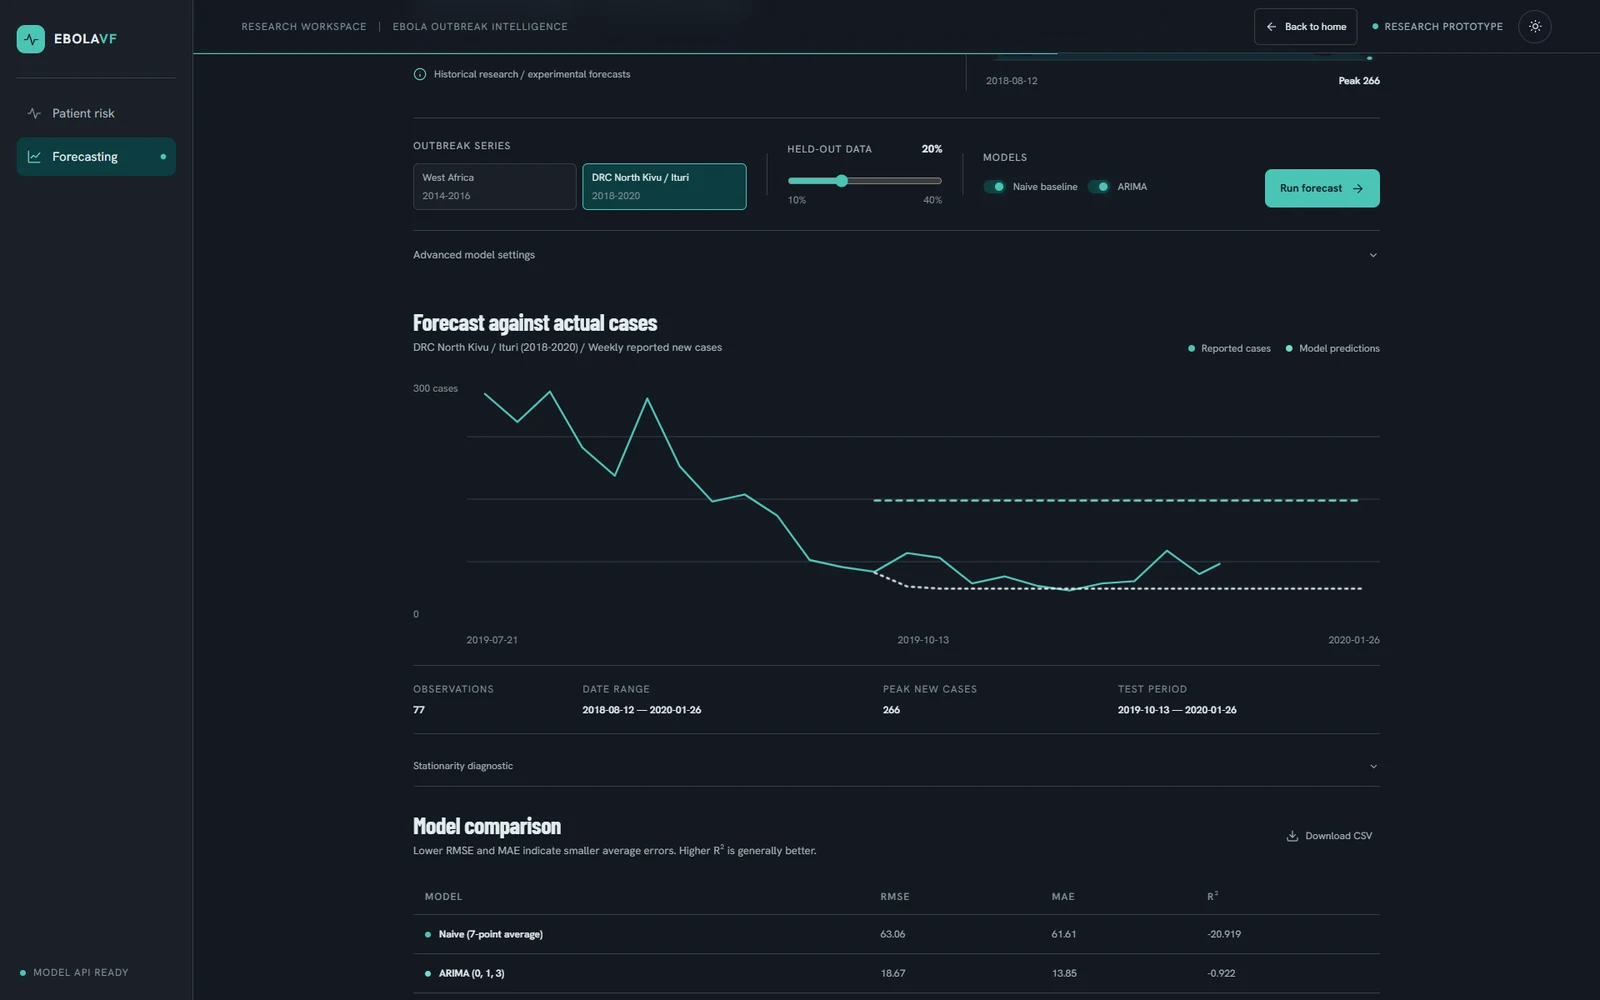 EBOLAVF
RESEARCH WORKSPACE | EBOLA OUTBREAK INTELLIGENCE
Back to home
RESEARCH PROTOTYPE
Patient risk
Forecasting
Historical research / experimental forecasts
2018-08-12
Peak 266
OUTBREAK SERIES
West Africa
2014-2016
DRC North Kivu / Ituri
2018-2020
HELD-OUT DATA
20%
10%
40%
MODELS
Naive baseline
ARIMA
Run forecast
Advanced model settings
Forecast against actual cases
DRC North Kivu / Ituri (2018-2020) / Weekly reported new cases
Reported cases
Model predictions
300 cases
0
2019-07-21
2019-10-13
2020-01-26
OBSERVATIONS
77
DATE RANGE
2018-08-12 — 2020-01-26
PEAK NEW CASES
266
TEST PERIOD
2019-10-13 — 2020-01-26
Stationarity diagnostic
Model comparison
Lower RMSE and MAE indicate smaller average errors. Higher R² is generally better.
Download CSV
MODEL RMSE MAE R²
Naive (7-point average) 63.06 61.61 -20.919
ARIMA (0, 1, 3) 18.67 13.85 -0.922
MODEL API READY